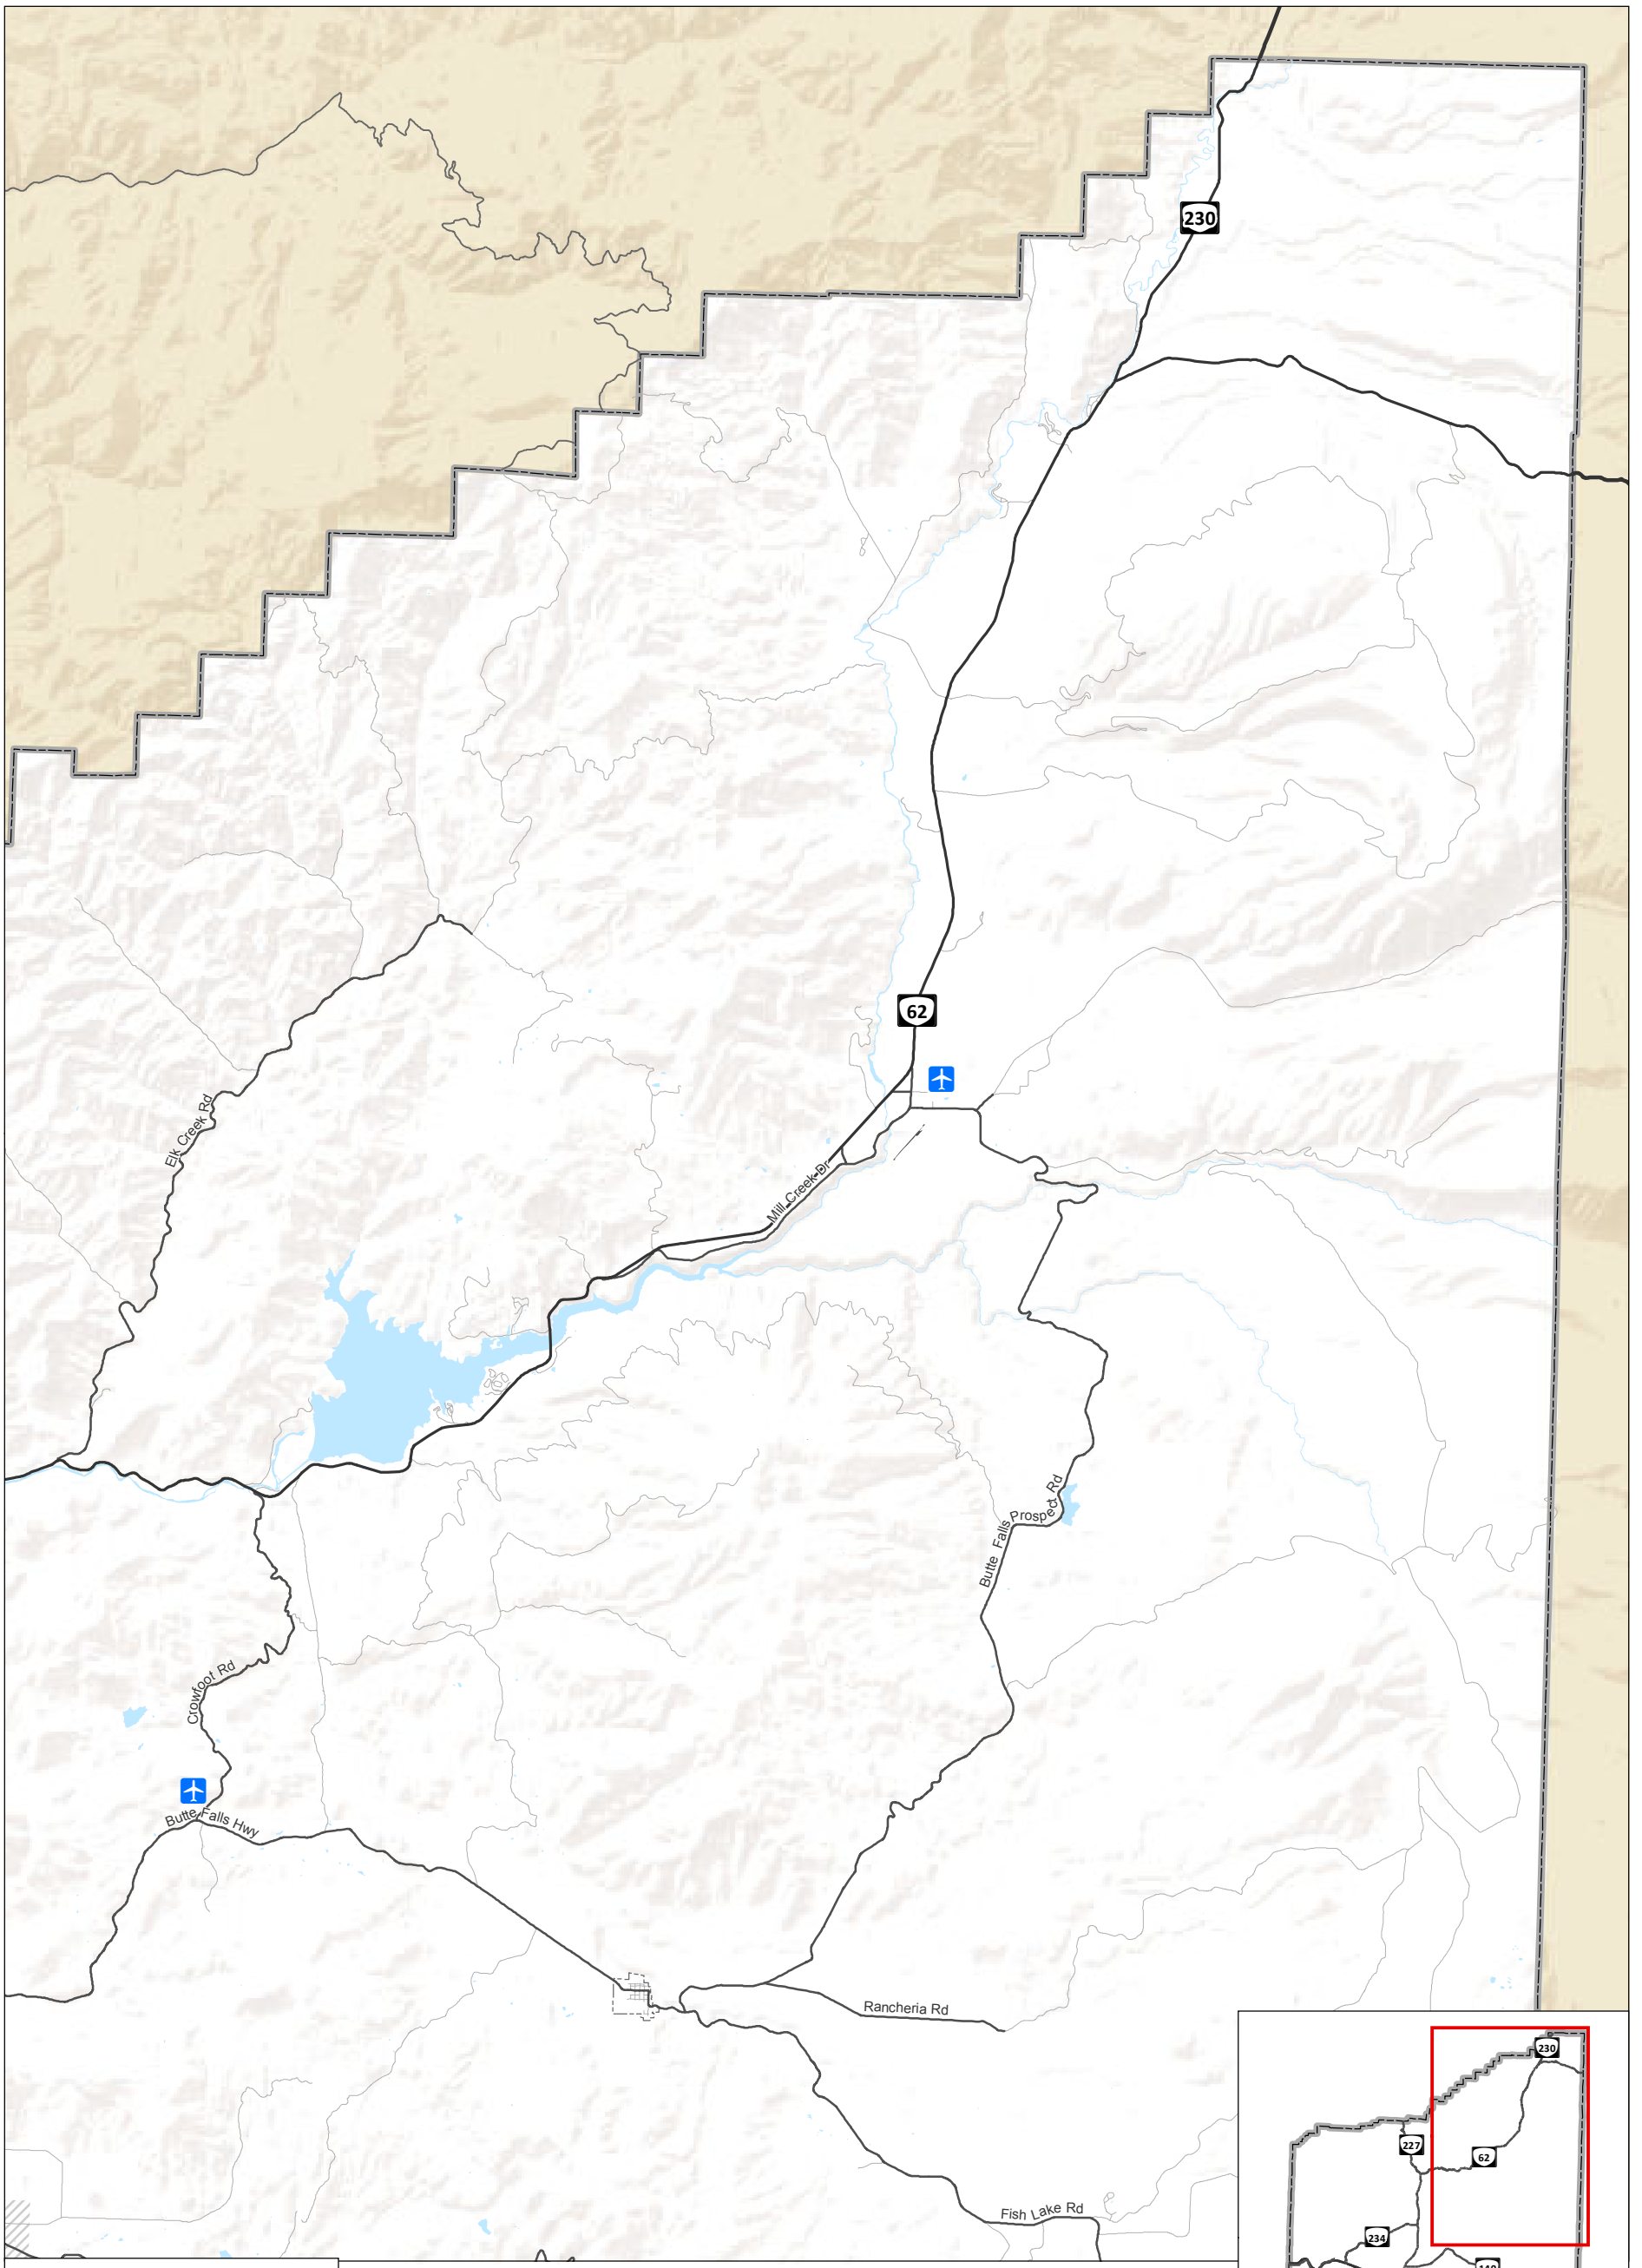 230
62
Elk Creek Rd
Mill Creek Dr
Butte Falls Prospect Rd
Crowfoot Rd
Butte Falls Hwy
Rancheria Rd
Fish Lake Rd
230
227
62
234